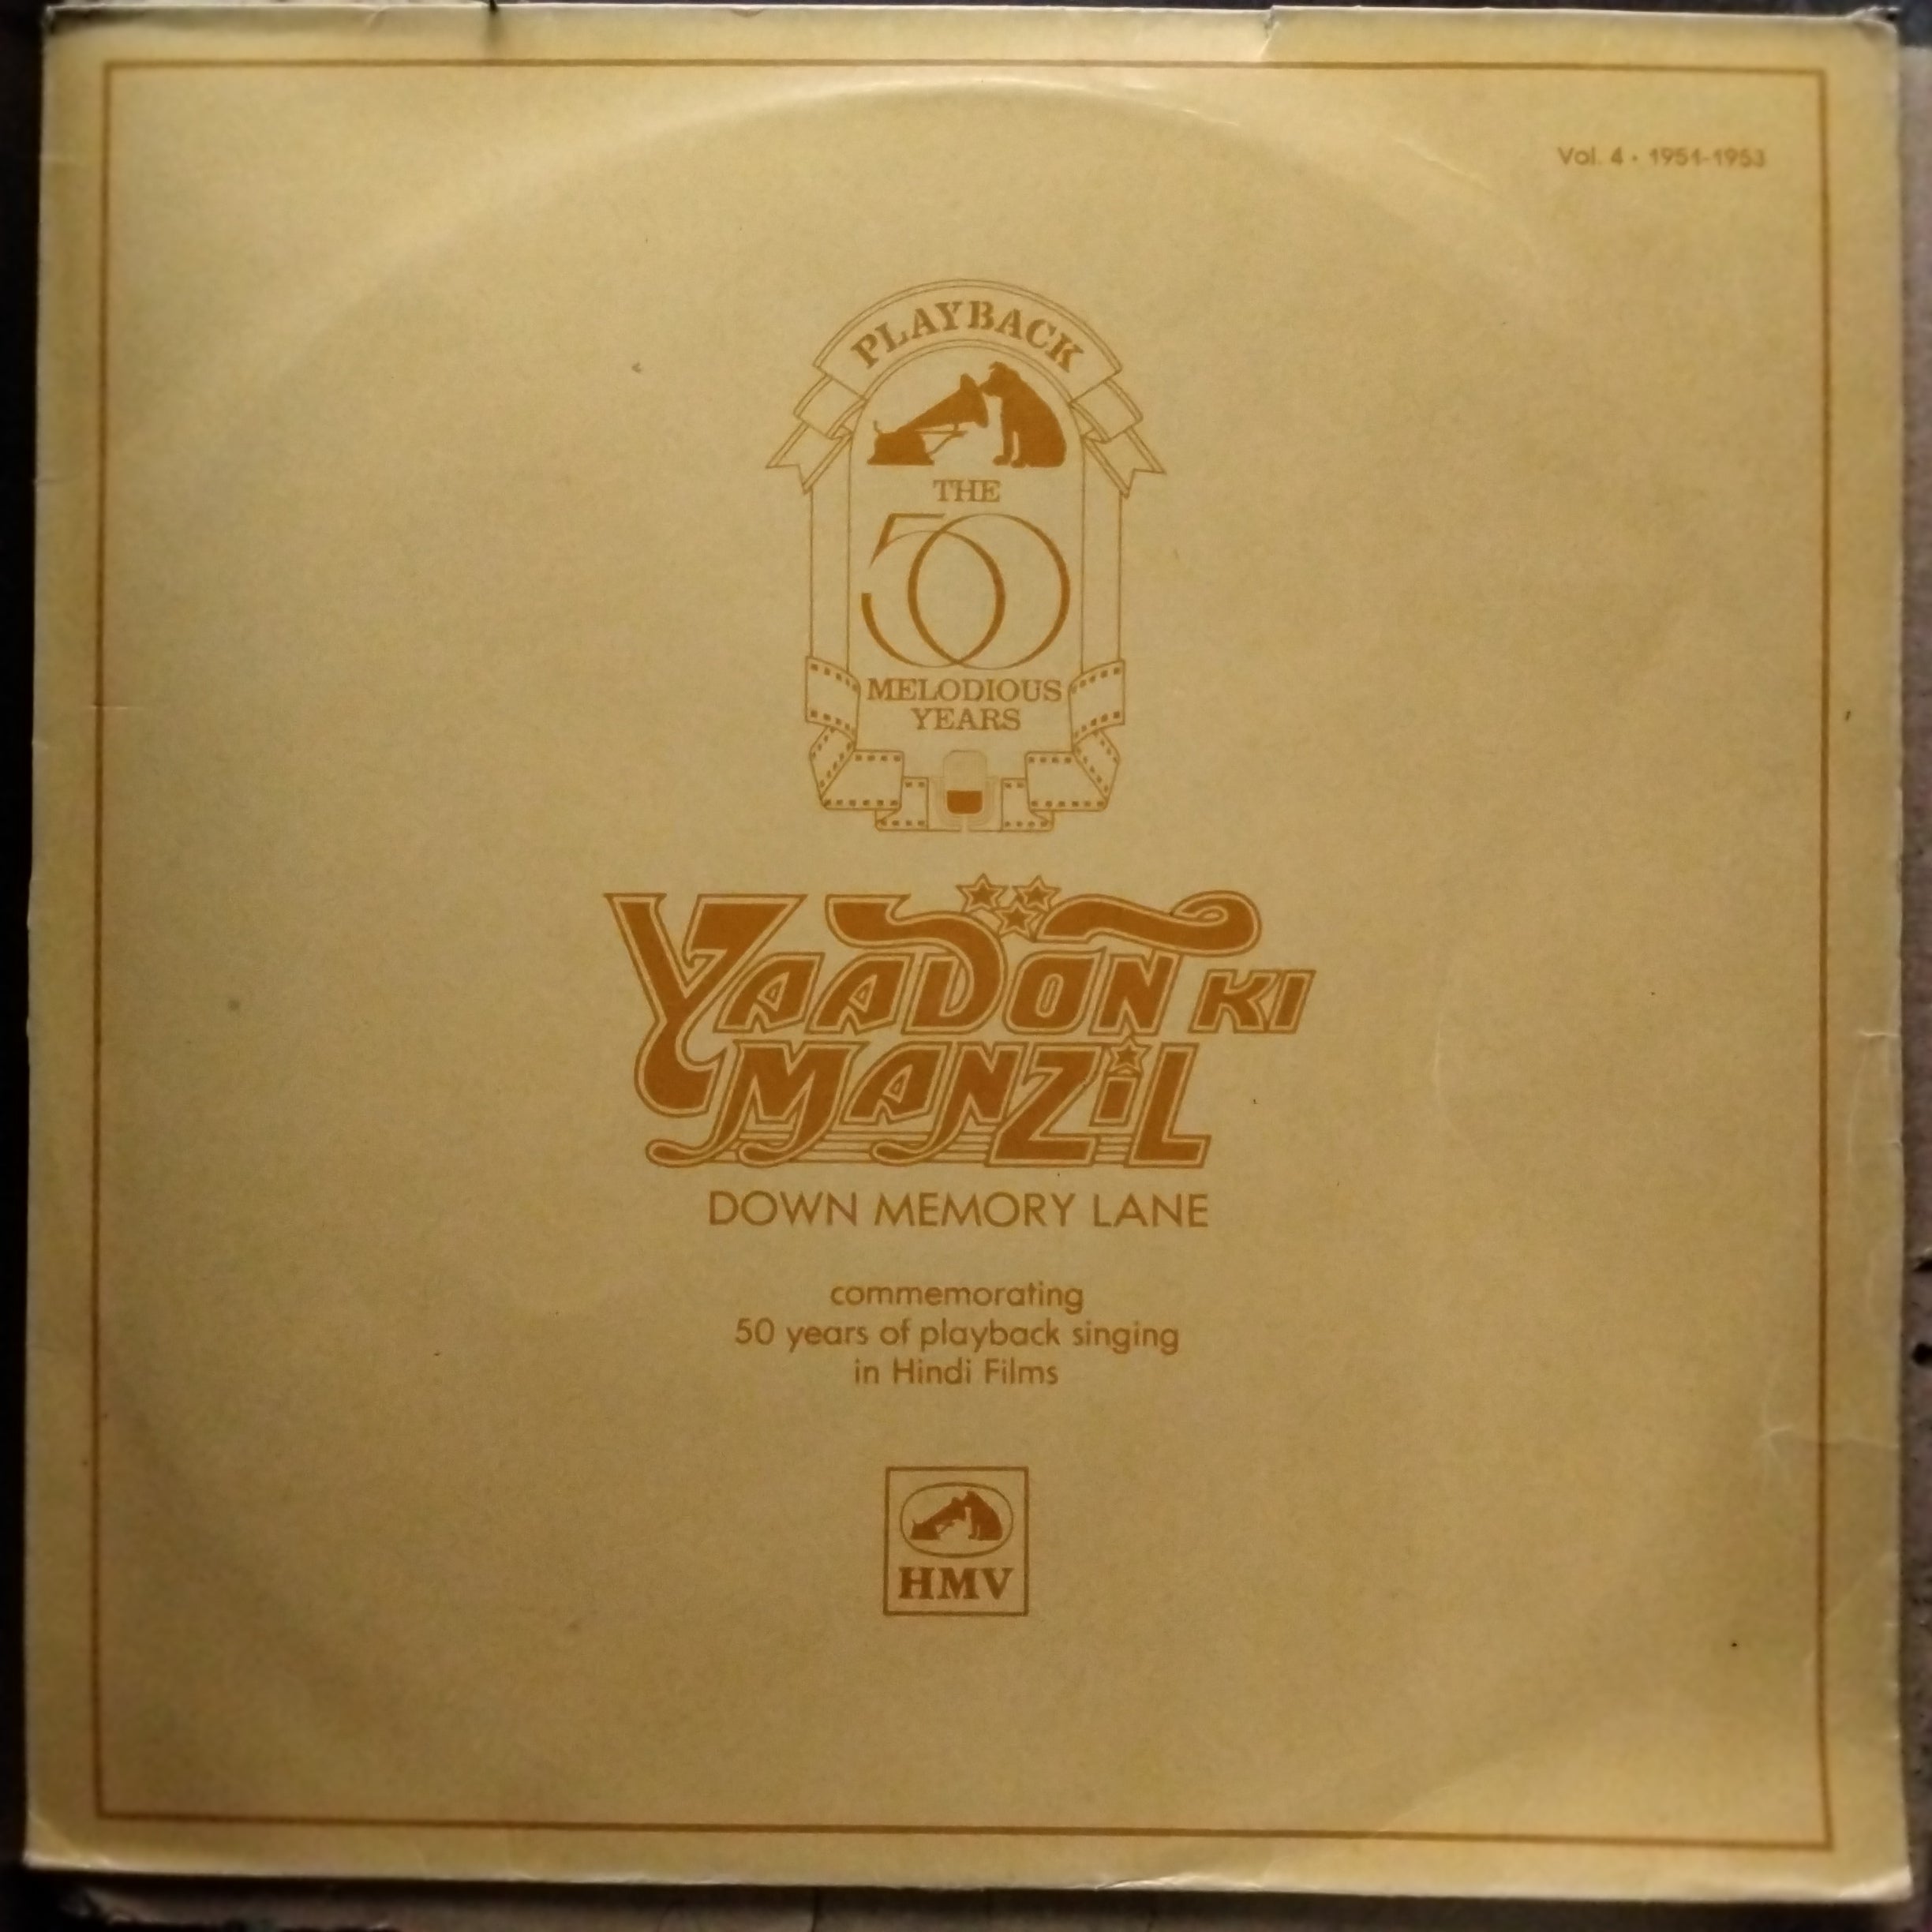 Vol. 4 • 1951-1953
PLAYBACK
THE
50
MELODIOUS
YEARS
YAADON KI
MANZiL
DOWN MEMORY LANE
commemorating
50 years of playback singing
in Hindi Films
HMV